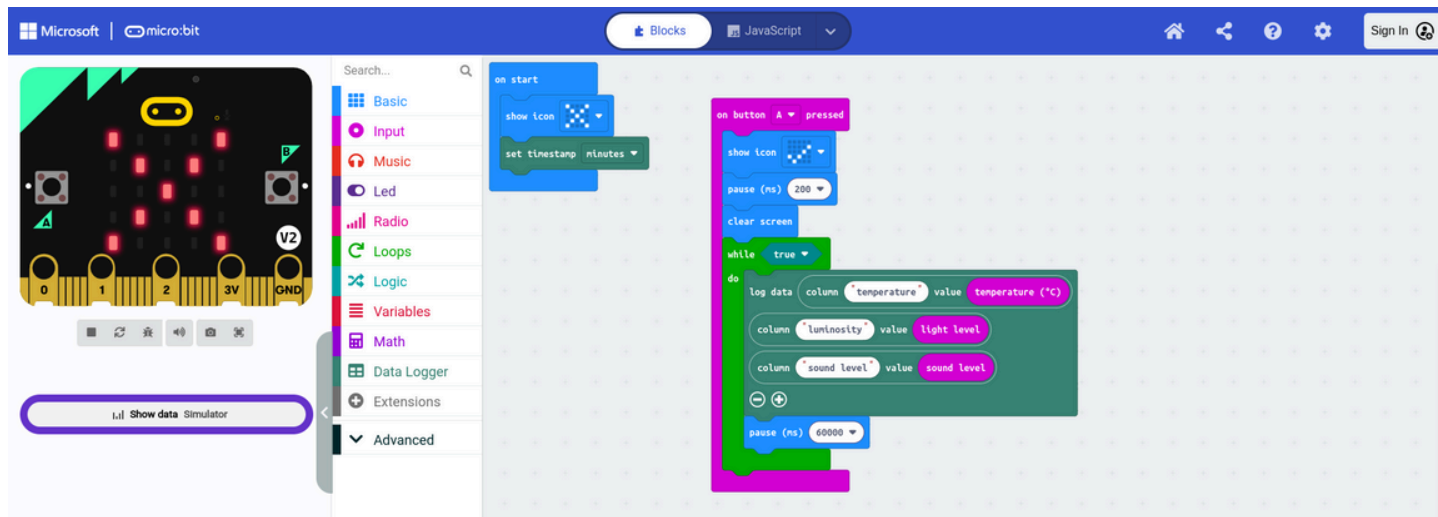 Microsoft micro:bit
Blocks
JavaScript
Sign In
B
A
V2
0 1 2 3V GND
Show data Simulator
Search...
Basic
Input
Music
Led
Radio
Loops
Logic
Variables
Math
Data Logger
Extensions
Advanced
on start
show icon
set timestamp minutes
on button A pressed
show icon
pause (ms) 200
clear screen
while true
do
log data column "temperature" value temperature (°C)
column "luminosity" value light level
column "sound level" value sound level
pause (ms) 60000